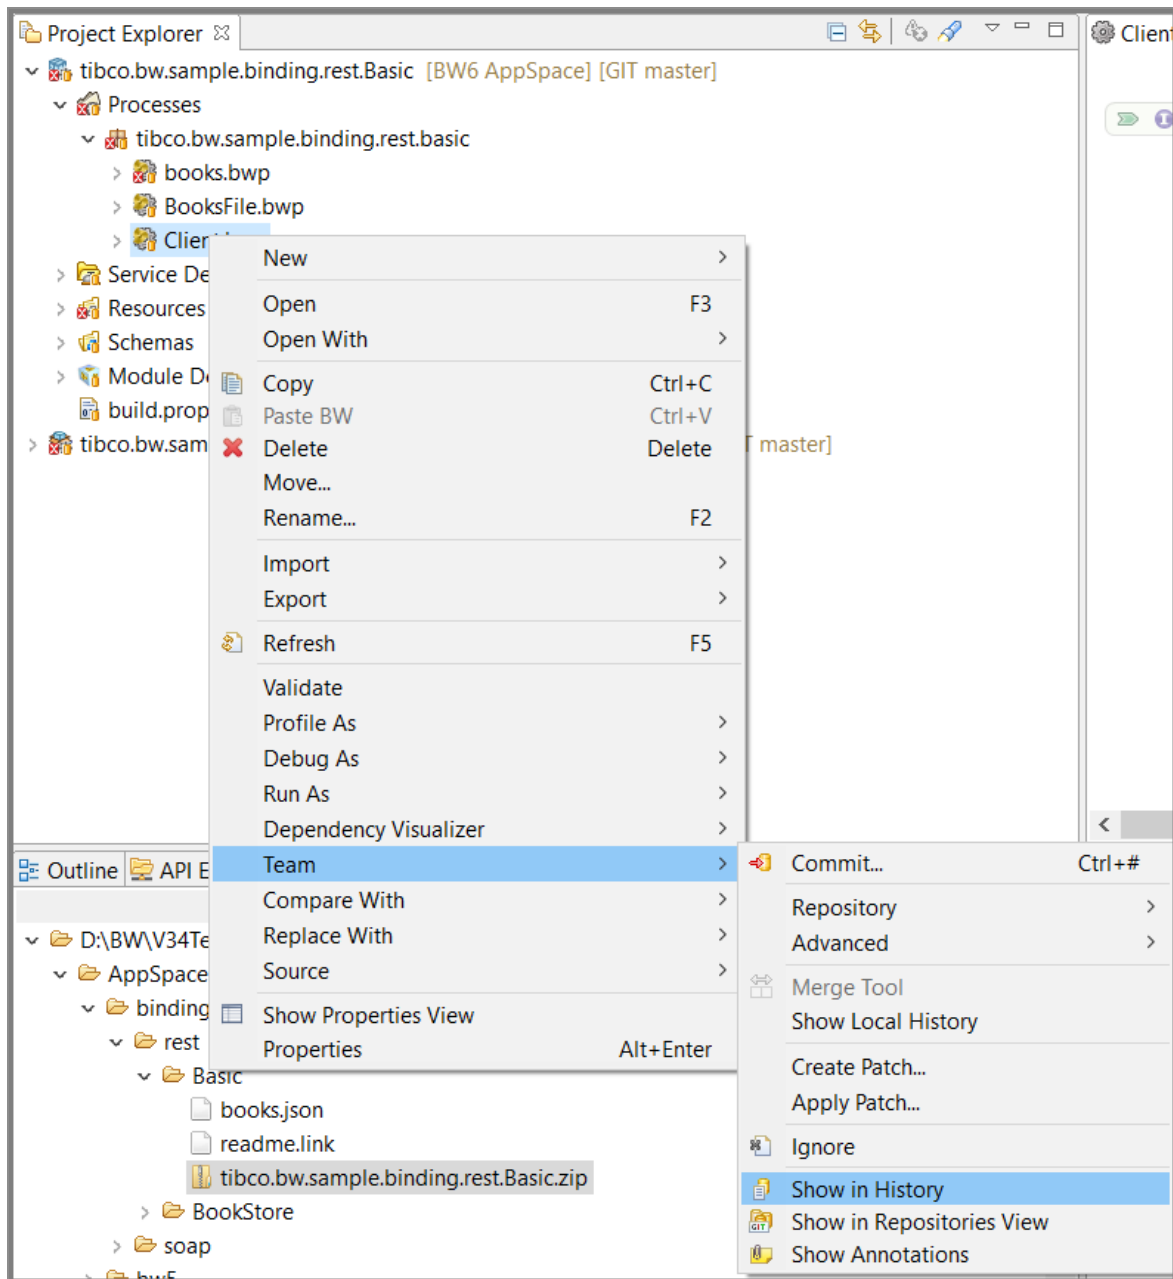 Project Explorer
Client
tibco.bw.sample.binding.rest.Basic [BW6 AppSpace] [GIT master]
Processes
tibco.bw.sample.binding.rest.basic
books.bwp
BooksFile.bwp
Service De
Resources
Schemas
Module D
build.prop
tibco.bw.sam
T master]
New
Open F3
Open With
Copy Ctrl+C
Paste BW Ctrl+V
Delete Delete
Move...
Rename... F2
Import
Export
Refresh F5
Validate
Profile As
Debug As
Run As
Dependency Visualizer
Team
Compare With
Replace With
Source
Show Properties View
Properties Alt+Enter
Commit... Ctrl+#
Repository
Advanced
Merge Tool
Show Local History
Create Patch...
Apply Patch...
Ignore
Show in History
GIT Show in Repositories View
Show Annotations
Outline API E
D:\BW\V34Te
AppSpace
binding
rest
Basic
books.json
readme.link
tibco.bw.sample.binding.rest.Basic.zip
BookStore
soap